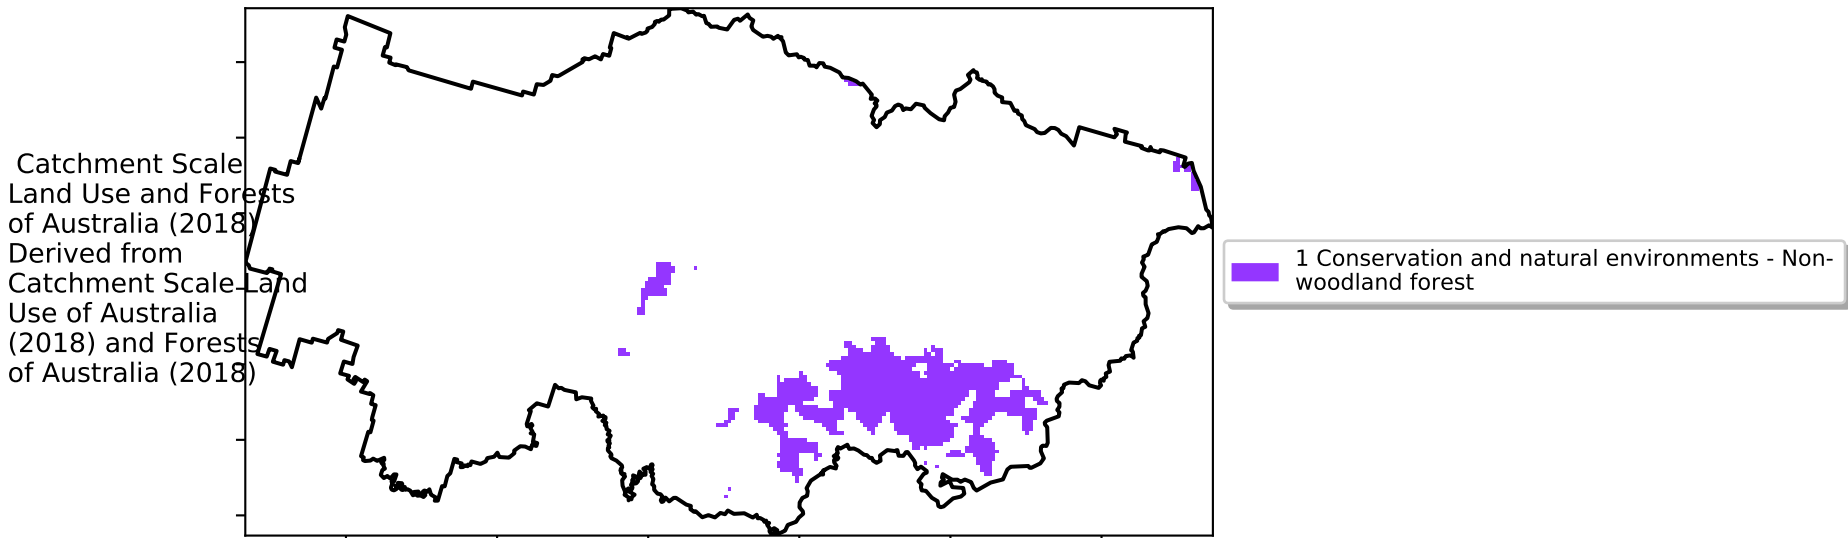 Catchment Scale
Land Use and Forests
of Australia (2018)
Derived from
Catchment Scale Land
Use of Australia
(2018) and Forests
of Australia (2018)
1 Conservation and natural environments - Non-
woodland forest